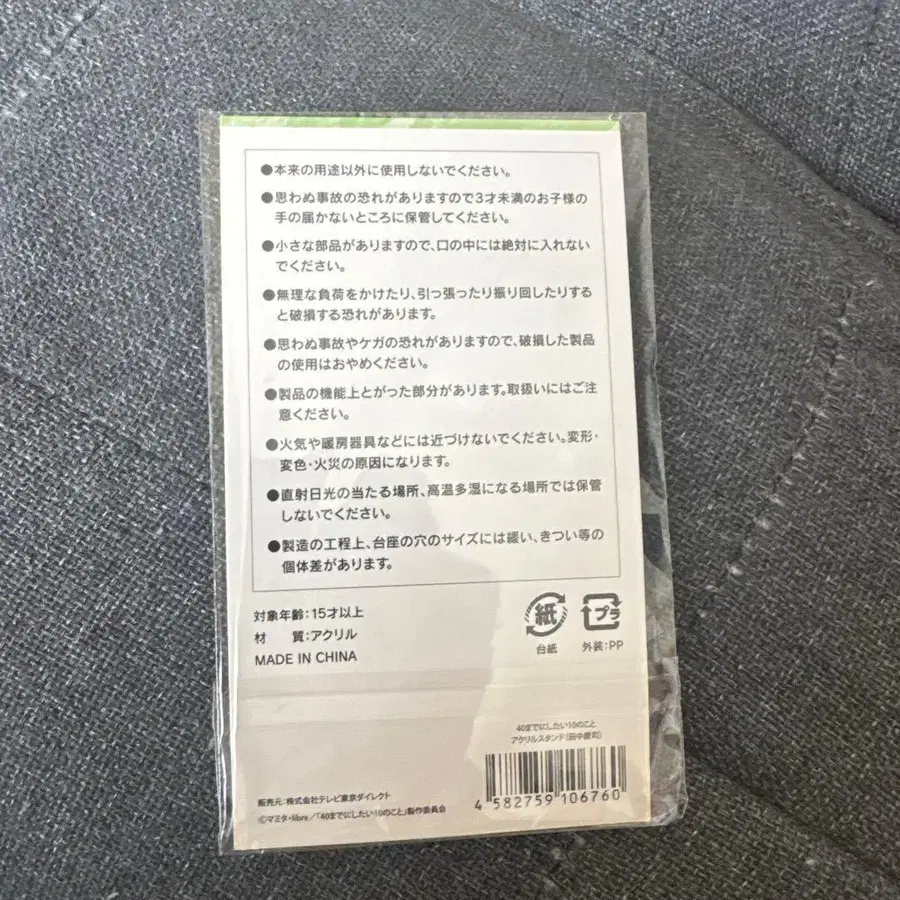 ●本来の用途以外に使用しないでください。
●思わぬ事故の恐れがありますので3才未満のお子様の
手の届かないところに保管してください。
●小さな部品がありますので、口の中には絶対に入れない
でください。
●無理な負荷をかけたり、引っ張ったり振り回したりする
と破損する恐れがあります。
●思わぬ事故やケガの恐れがありますので、破損した製品
の使用はおやめください。
●製品の機能上とがった部分があります。取扱いにはご注
意ください。
●火気や暖房器具などには近づけないでください。変形・
変色・火災の原因になります。
●直射日光の当たる場所、高温多湿になる場所では保管
しないでください。
●製造の工程上、台座の穴のサイズには緩い、きつい等の
個体差があります。
対象年齢:15才以上
材 質:アクリル
MADE IN CHINA
紙
台紙
プラ
外装:PP
40までにしたい10のこと
アクリルスタンド(田中慶司)
4 582759 106760
販売元:株式会社テレビ東京ダイレクト
©マミタ・libre/「40までにしたい10のこと」製作委員会